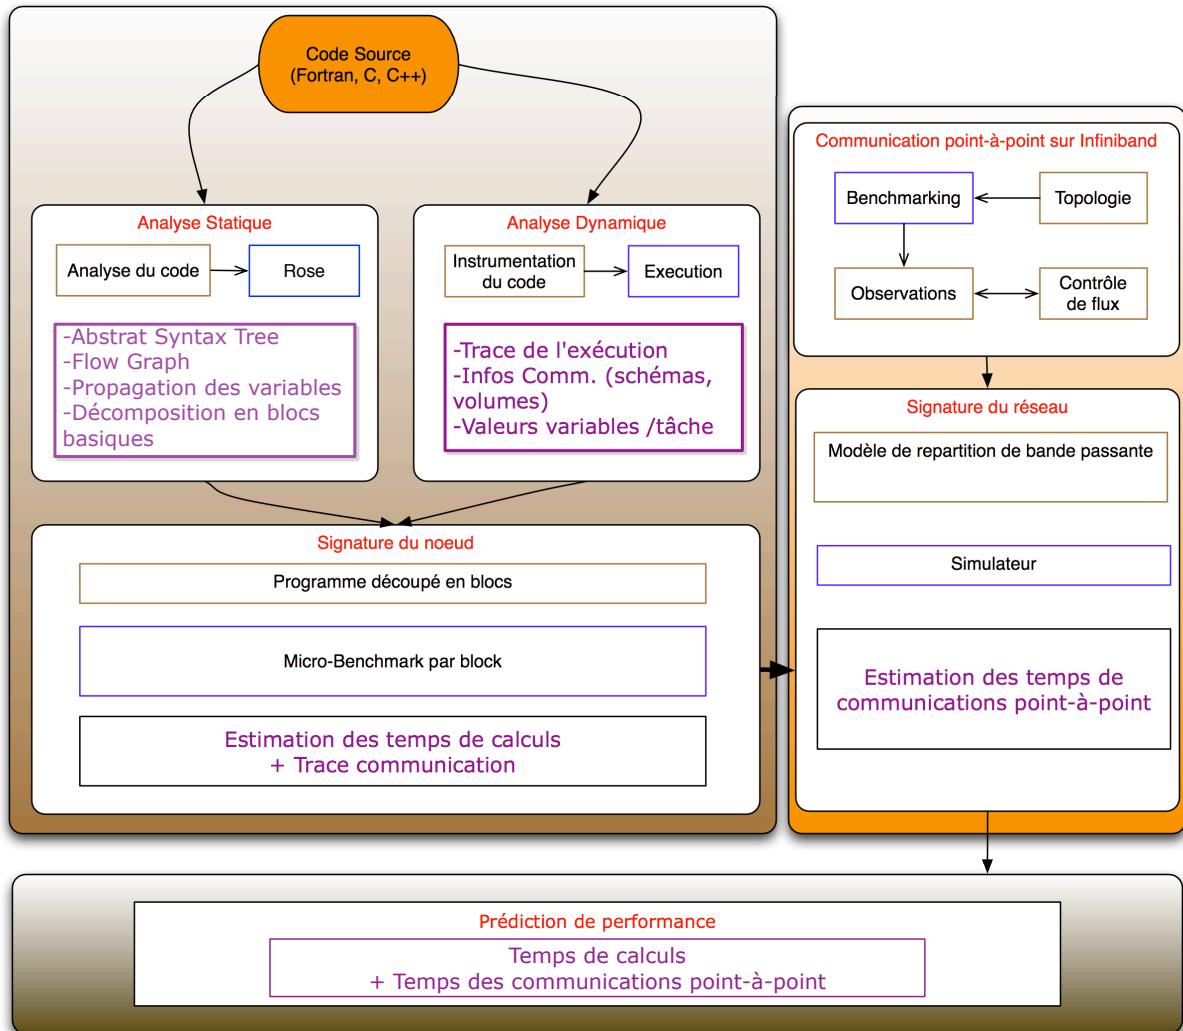 Code Source
(Fortran, C, C++)
Analyse Statique
Analyse du code
Rose
-Abstrat Syntax Tree
-Flow Graph
-Propagation des variables
-Décomposition en blocs
basiques
Analyse Dynamique
Instrumentation
du code
Execution
-Trace de l'exécution
-Infos Comm. (schémas,
volumes)
-Valeurs variables /tâche
Signature du noeud
Programme découpé en blocs
Micro-Benchmark par block
Estimation des temps de calculs
+ Trace communication
Communication point-à-point sur Infiniband
Benchmarking
Topologie
Observations
Contrôle
de flux
Signature du réseau
Modèle de repartition de bande passante
Simulateur
Estimation des temps de
communications point-à-point
Prédiction de performance
Temps de calculs
+ Temps des communications point-à-point